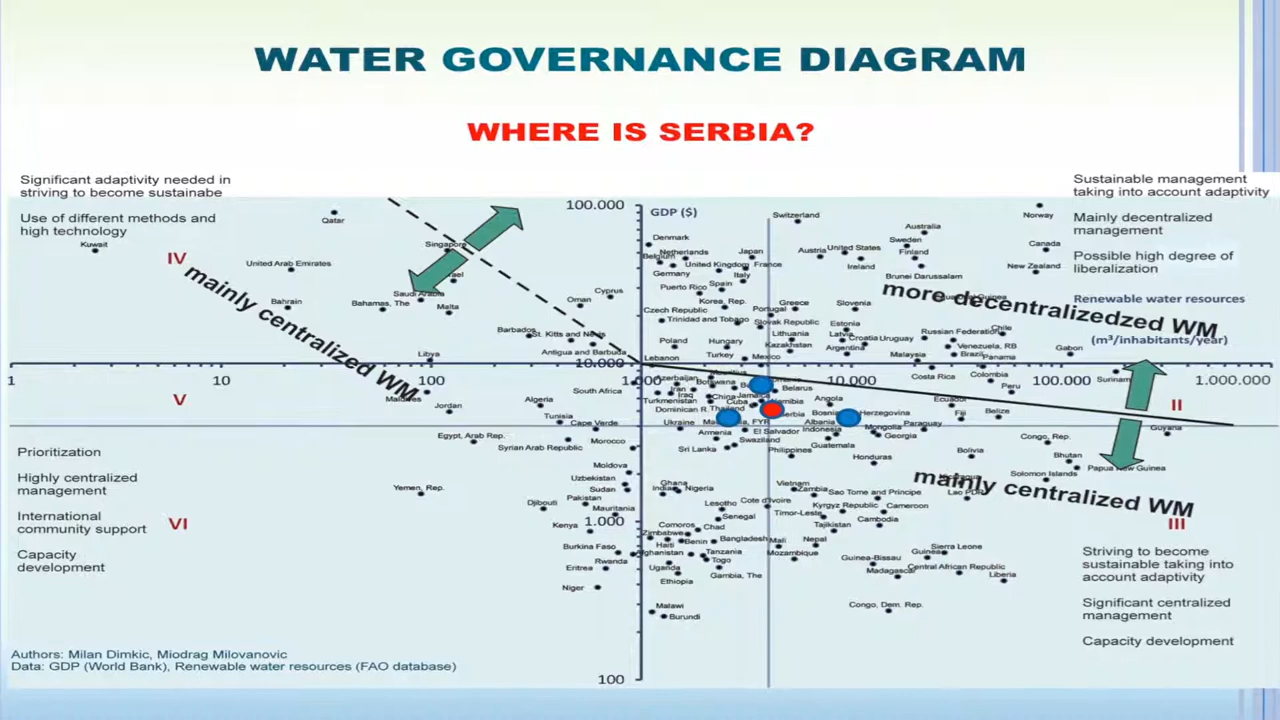 WATER GOVERNANCE DIAGRAM
WHERE IS SERBIA?
Significant adaptivity needed in
striving to become sustainabe
Use of different methods and
high technology
Sustainable management
taking into account adaptivity
Mainly decentralized
management
Possible high degree of
liberalization
Renewable water resources
(m³/inhabitants/year)
100.000
GDP ($)
IV
mainly centralized WM
more decentralizedzed WM
Qatar
Kuwait
Singapore
United Arab Emirates
Saudi Arabia
Bahrain
Bahamas, The
Malta
Oman
Cyprus
Barbados
St. Kitts and Nevis
Antigua and Barbuda
Libya
Denmark
Netherlands
Germany
Japan
United Kingdom
France
Italy
Puerto Rico
Spain
Korea, Rep.
Portugal
Greece
Czech Republic
Trinidad and Tobago
Slovak Republic
Poland
Hungary
Lithuania
Kazakhstan
Lebanon
Turkey
Mexico
Switzerland
Norway
Australia
Sweden
Austria
United States
Finland
Canada
Ireland
New Zealand
Brunei Darussalam
Slovenia
Estonia
Latvia
Croatia
Uruguay
Russian Federation
Chile
Argentina
Venezuela, RB
Gabon
Malaysia
Brazil
Panama
10.000
1
10
100
10.000
100.000
1.000.000
Costa Rica
Colombia
Suriname
Peru
V
II
Maldives
Jordan
South Africa
Algeria
Tunisia
Cape Verde
Egypt, Arab Rep.
Syrian Arab Republic
Morocco
Azerbaijan
Iran
Botswana
Belarus
Iraq
China
Jamaica
Turkmenistan
Cuba
Dominican R.
Thailand
Angola
Ecuador
Ukraine
FYR
Albania
Herzegovina
Fiji
Belize
Armenia
El Salvador
Indonesia
Mongolia
Paraguay
Georgia
Guyana
Sri Lanka
Swaziland
Philippines
Guatemala
Honduras
Bolivia
Congo, Rep.
Bhutan
Solomon Islands
Papua New Guinea
mainly centralized WM
III
Prioritization
Highly centralized
management
International
community support
VI
Capacity
development
Yemen, Rep.
Moldova
Uzbekistan
Sudan
Pakistan
Djibouti
Mauritania
Kenya
1.000
Ghana
India
Nigeria
Vietnam
Zambia
Sao Tome and Principe
Lao PDR
Lesotho
Cote d'Ivoire
Kyrgyz Republic
Cameroon
Senegal
Timor-Leste
Cambodia
Comoros
Chad
Tajikistan
Zimbabwe
Haiti
Benin
Bangladesh
Mali
Nepal
Burkina Faso
Afghanistan
Tanzania
Mozambique
Rwanda
Togo
Eritrea
Uganda
Gambia, The
Ethiopia
Niger
Guinea-Bissau
Guinea
Sierra Leone
Madagascar
Central African Republic
Liberia
Malawi
Burundi
Congo, Dem. Rep.
Striving to become
sustainable taking into
account adaptivity
Significant centralized
management
Capacity development
Authors: Milan Dimkic, Miodrag Milovanovic
Data: GDP (World Bank), Renewable water resources (FAO database)
100